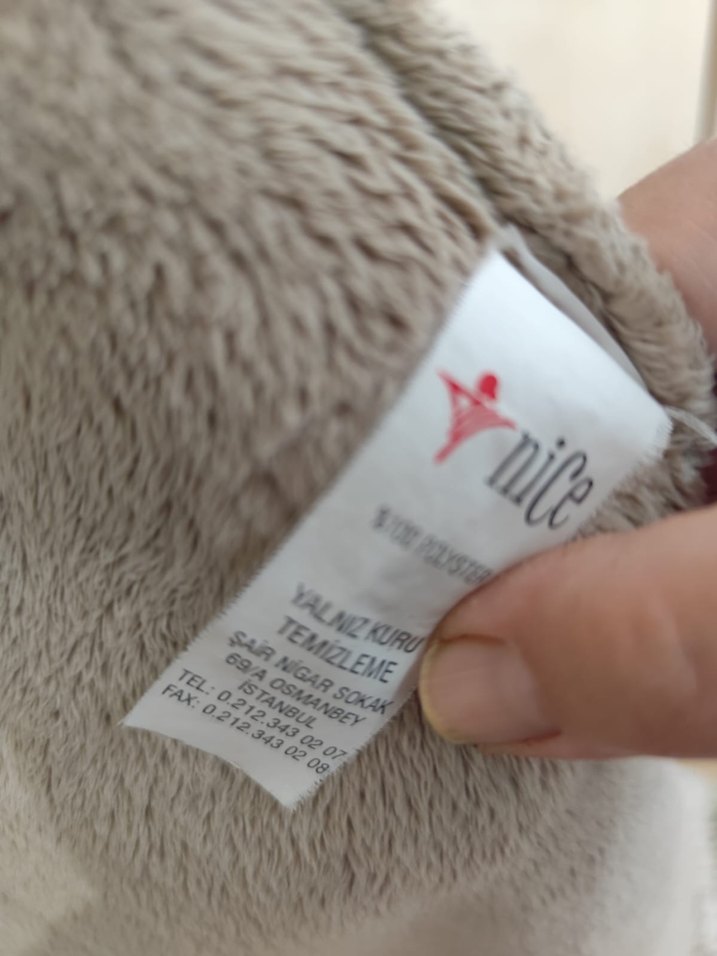 nice
%100 POLYSTER
YALNIZ KURU
TEMİZLEME
ŞAİR NİGAR SOKAK
69/A OSMANBEY
İSTANBUL
TEL: 0.212.343 02 07
FAX: 0.212.343 02 08